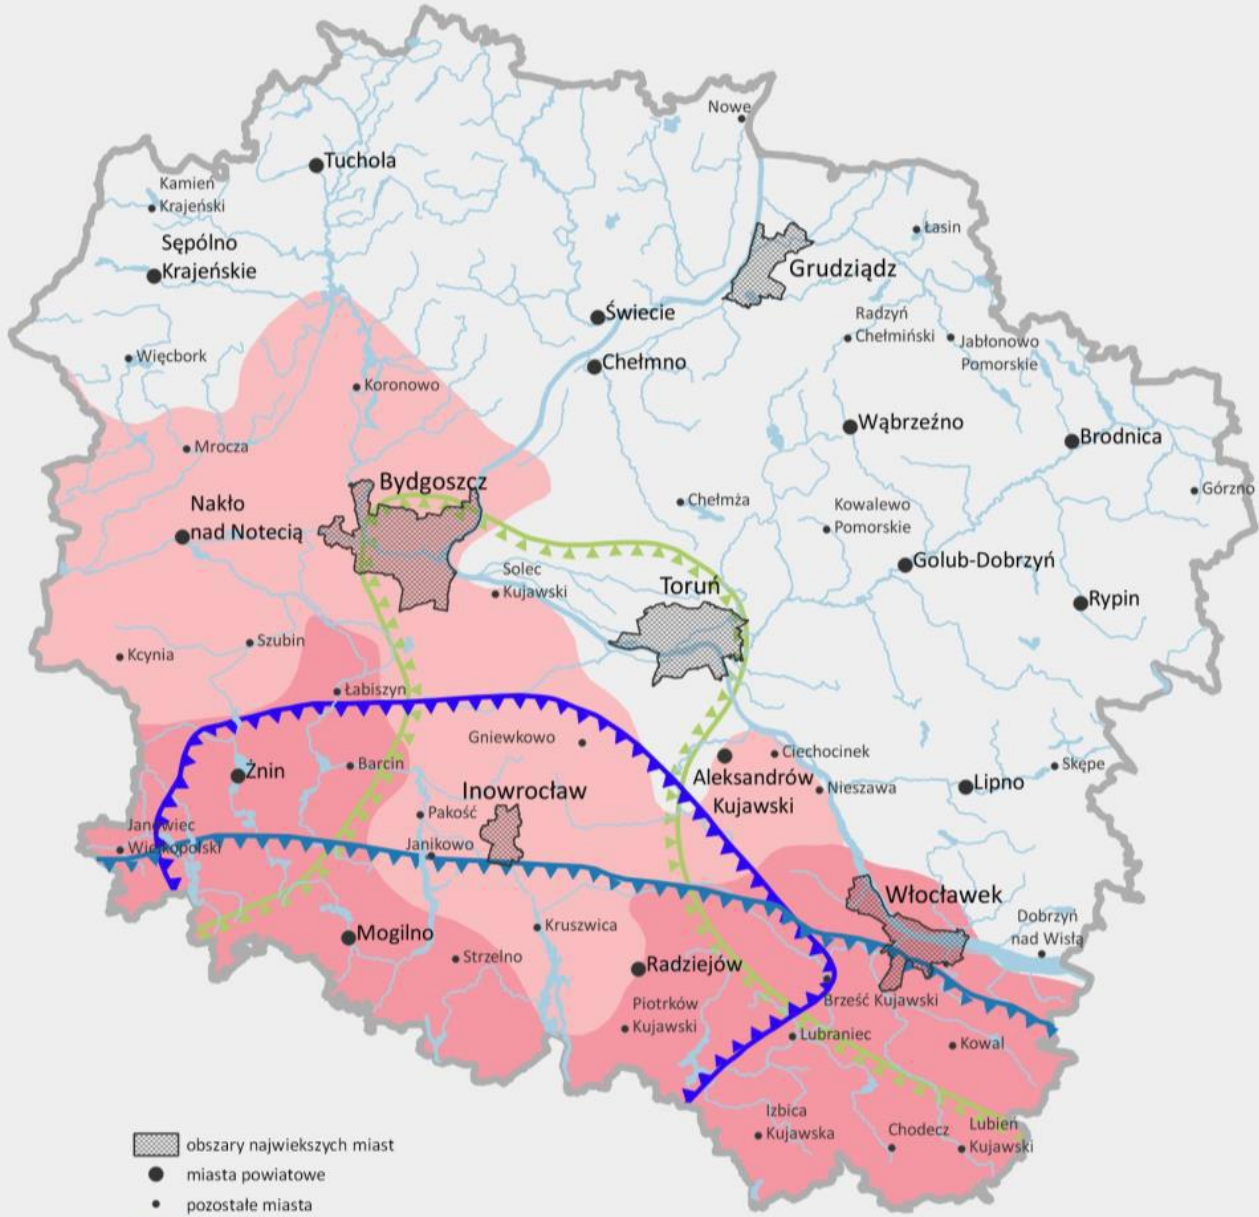 Nowe
Tuchola
Kamień
Krajeński
Łasin
Sępólno
Krajeńskie
Grudziądz
Świecie
Radzyń
Chełmiński
Jabłonowo
Pomorskie
Więcbork
Chełmno
Koronowo
Wąbrzeźno
Brodnica
Mrocza
Bydgoszcz
Górzno
Nakło
nad Notecią
Chełmża
Kowalewo
Pomorskie
Golub-Dobrzyń
Solec
Kujawski
Toruń
Rypin
Szubin
Kcynia
Łabiszyn
Gniewkowo
Ciechocinek
Żnin
Barcin
Aleksandrów
Kujawski
Nieszawa
Lipno
Skępe
Inowrocław
Pakość
Janowiec
Wielkopolski
Janikowo
Włocławek
Dobrzyń
nad Wisłą
Mogilno
Kruszwica
Strzelno
Radziejów
Piotrków
Kujawski
Brześć Kujawski
Lubraniec
Kowal
Izbica
Kujawska
Chodecz
Lubień
Kujawski
obszary najwiekszych miast
miasta powiatowe
pozostałe miasta